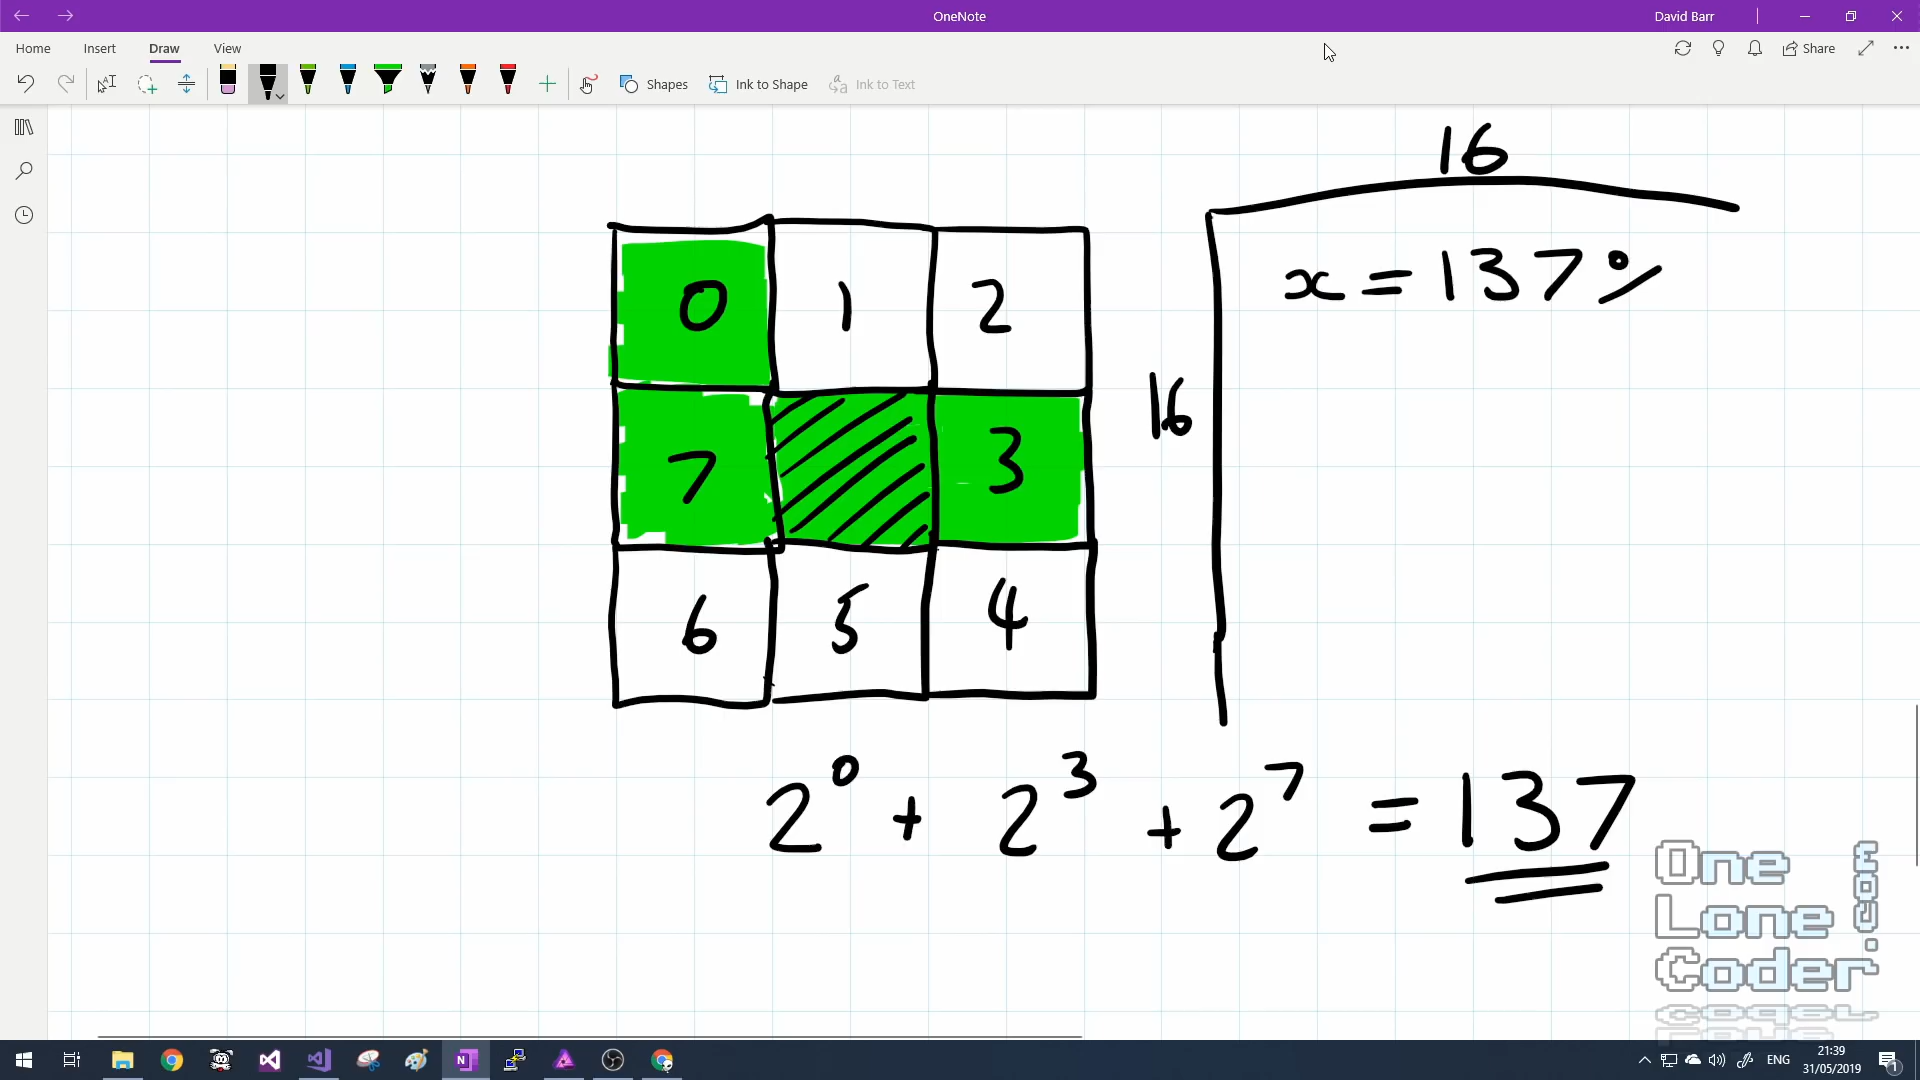 OneNote
David Barr
Home Insert Draw View
Share
Shapes Ink to Shape Ink to Text
16
x = 137 %
0 1 2
16
7 3
6 5 4
2^0 + 2^3 + 2^7 = 137
One
Lone
Coder
.com
ENG
21:39
31/05/2019
1